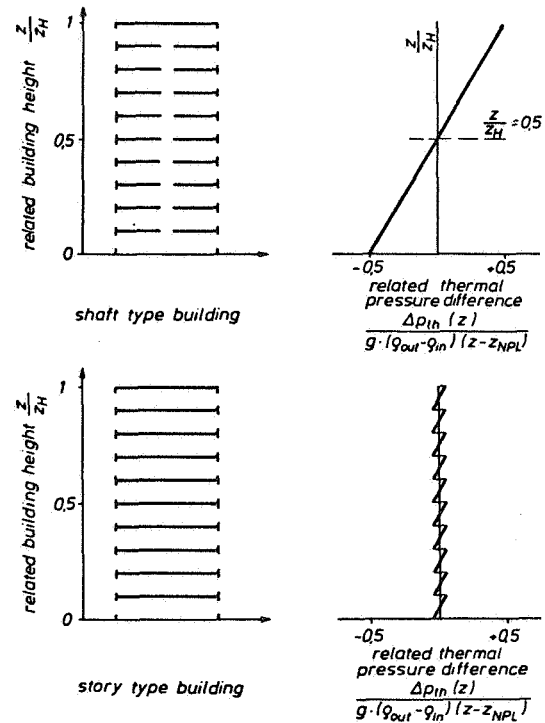 related building height z/z_H
1
0,5
0
shaft type building
z/z_H
z/z_H = 0,5
-0,5 +0,5
related thermal
pressure difference
Δp_th (z)
g·(ϱ_out-ϱ_in)(z-z_NPL)
related building height z/z_H
1
0,5
0
story type building
-0,5 +0,5
related thermal
pressure difference
Δp_th (z)
g·(ϱ_out-ϱ_in)(z-z_NPL)